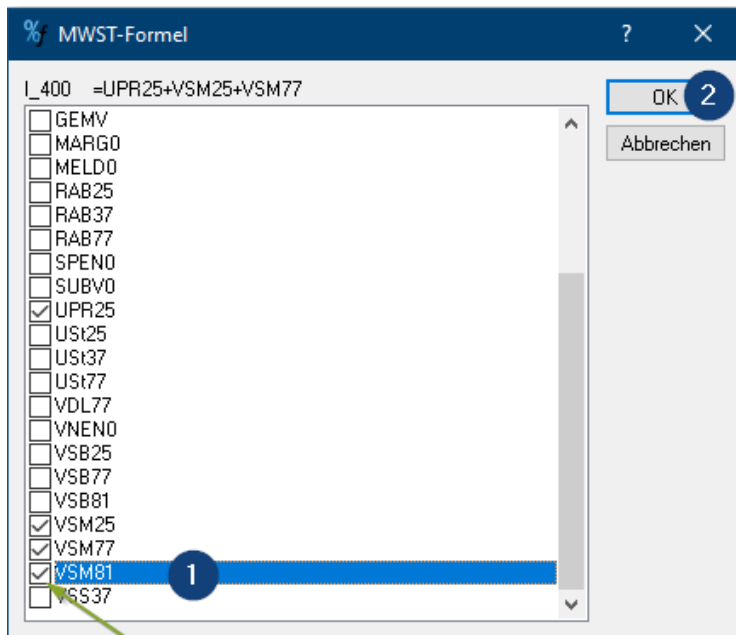 %f MWST-Formel ? ×
I_400 =UPR25+VSM25+VSM77
OK 2
Abbrechen
GEMV
MARG0
MELD0
RAB25
RAB37
RAB77
SPEN0
SUBV0
UPR25
USt25
USt37
USt77
VDL77
VNEN0
VSB25
VSB77
VSB81
VSM25
VSM77
VSM81 1
VSS37